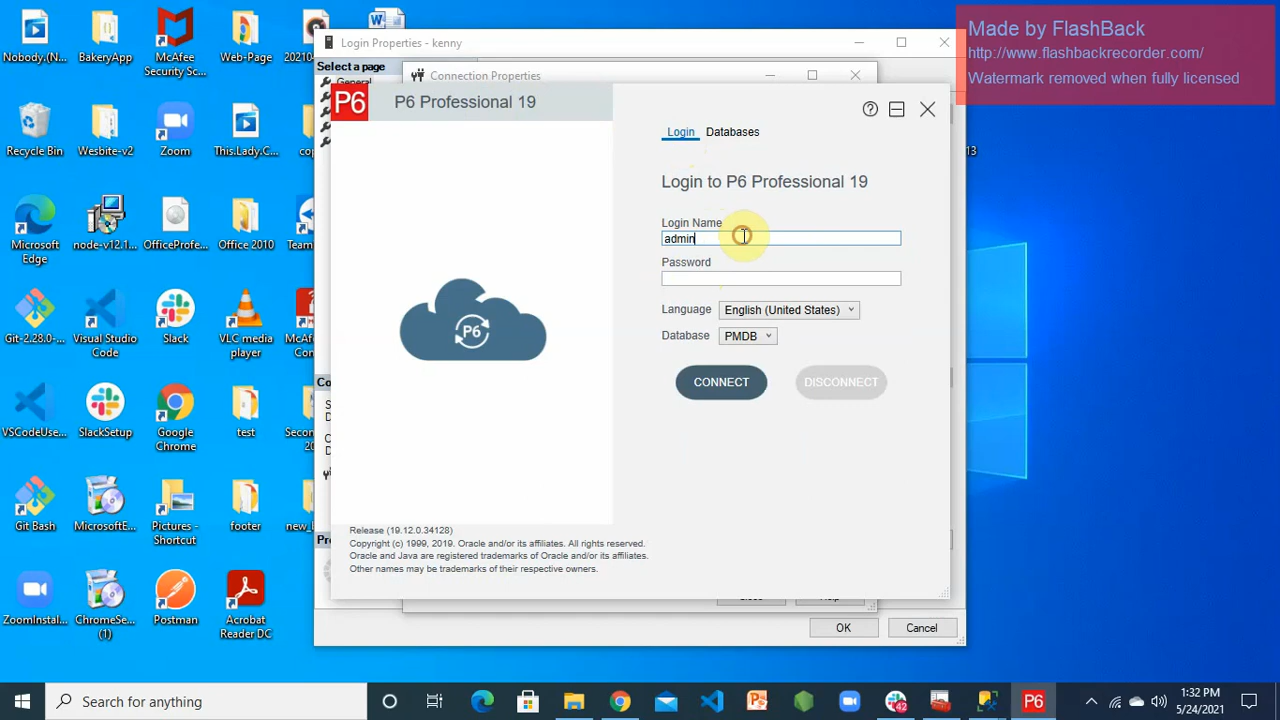 Made by FlashBack
http://www.flashbackrecorder.com/
Watermark removed when fully licensed
Nobody.(N...
BakeryApp
McAfee
Security Sc...
Web-Page
Recycle Bin
Wesbite-v2
Zoom
This.Lady.C...
Microsoft
Edge
node-v12.1...
OfficeProfe...
Office 2010
Git-2.28.0-...
Visual Studio
Code
Slack
VLC media
player
VSCodeUse...
SlackSetup
Google
Chrome
test
Git Bash
MicrosoftE...
Pictures -
Shortcut
footer
ZoomInstal...
ChromeSe...
(1)
Postman
Acrobat
Reader DC
Login Properties - kenny
Select a page
General
Connection Properties
P6
P6 Professional 19
P6
Login
Databases
Login to P6 Professional 19
Login Name
admin
Password
Language
English (United States)
Database
PMDB
CONNECT
DISCONNECT
Release (19.12.0.34128)
Copyright (c) 1999, 2019. Oracle and/or its affiliates. All rights reserved.
Oracle and Java are registered trademarks of Oracle and/or its affiliates.
Other names may be trademarks of their respective owners.
OK
Cancel
Search for anything
42
P6
1:32 PM
5/24/2021